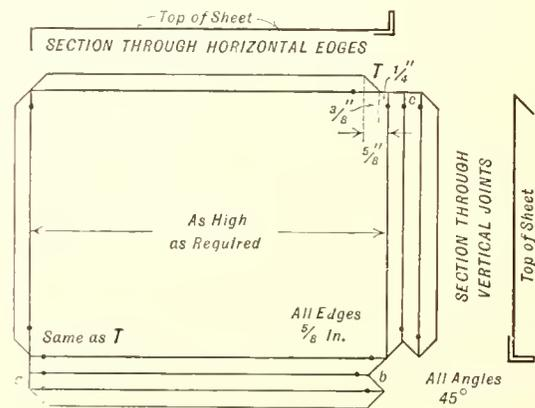 Top of Sheet
SECTION THROUGH HORIZONTAL EDGES
T
1/4"
c
3/8"
5/8"
As High
as Required
SECTION THROUGH
VERTICAL JOINTS
Top of Sheet
All Edges
5/8 In.
Same as T
c
b
All Angles
45°